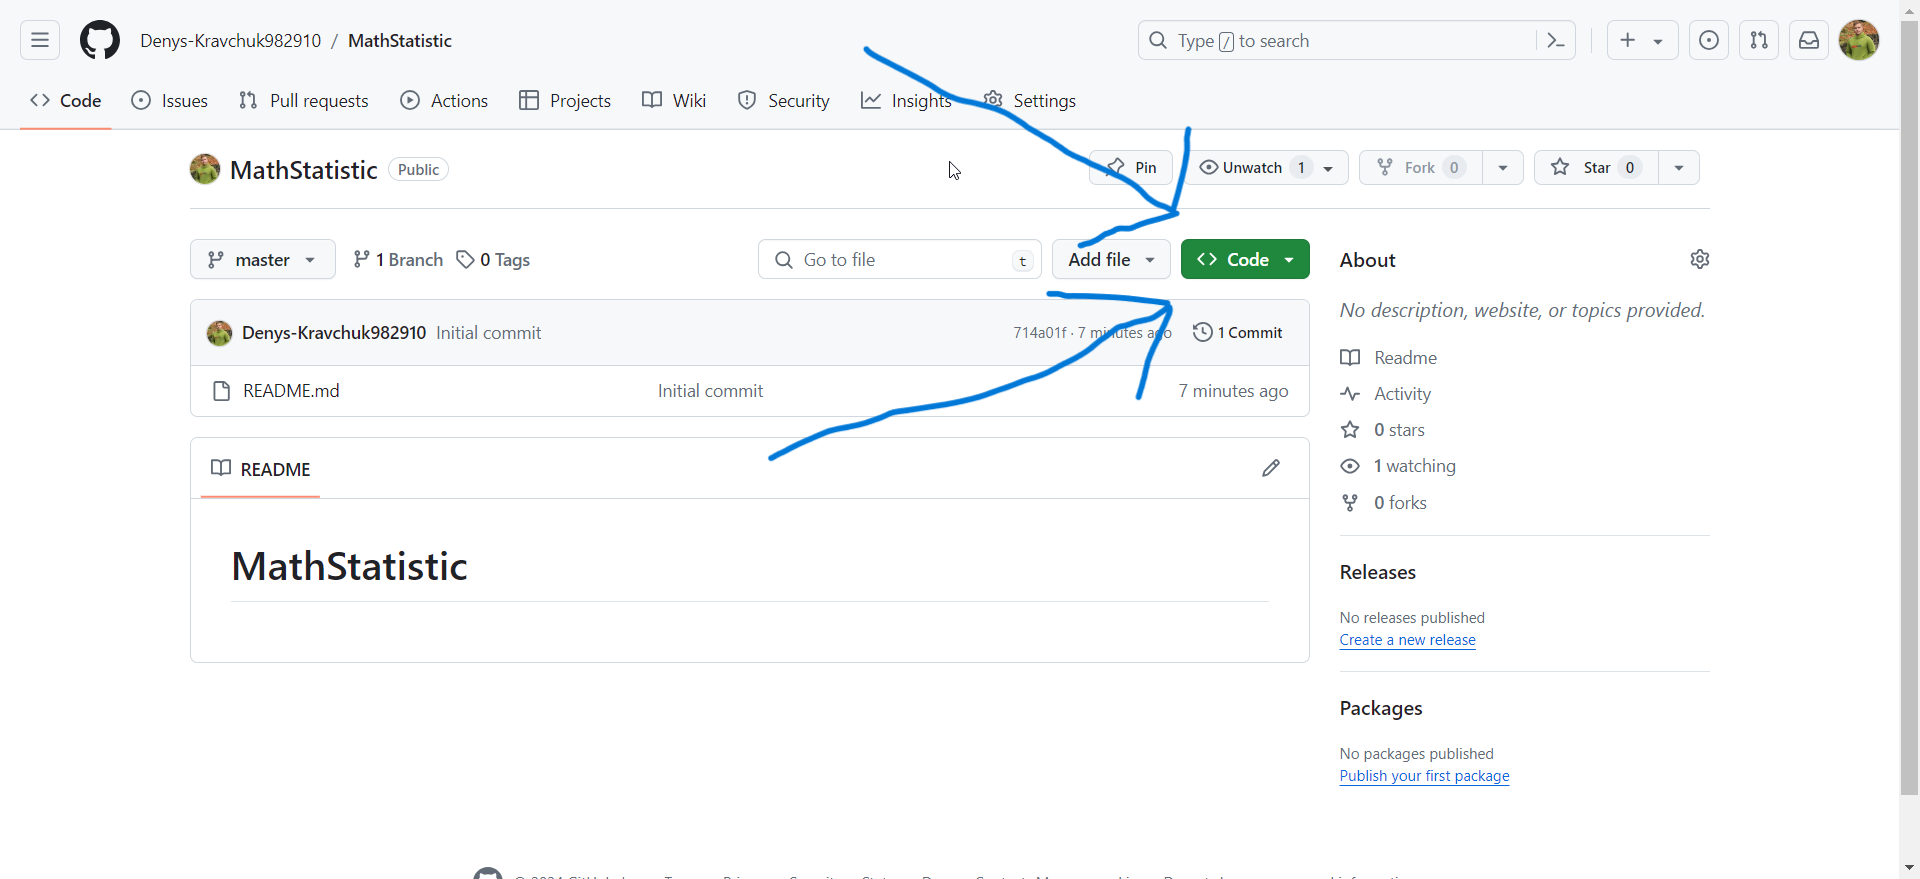 Denys-Kravchuk982910 / MathStatistic
Type / to search
Code Issues Pull requests Actions Projects Wiki Security Insights Settings
MathStatistic Public
Pin Unwatch 1 Fork 0 Star 0
master 1 Branch 0 Tags Go to file t Add file Code
Denys-Kravchuk982910 Initial commit 714a01f · 7 minutes ago 1 Commit
README.md Initial commit 7 minutes ago
README
MathStatistic
About
No description, website, or topics provided.
Readme
Activity
0 stars
1 watching
0 forks
Releases
No releases published
Create a new release
Packages
No packages published
Publish your first package